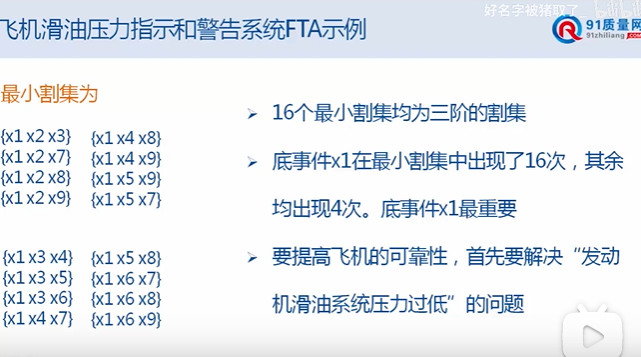 好名字被猪取了
bilibili
飞机滑油压力指示和警告系统FTA示例
91质量网
91zhiliang.com
最小割集为
{x1 x2 x3} {x1 x4 x8}
{x1 x2 x7} {x1 x4 x9}
{x1 x2 x8} {x1 x5 x9}
{x1 x2 x9} {x1 x5 x7}
{x1 x3 x4} {x1 x5 x8}
{x1 x3 x5} {x1 x6 x7}
{x1 x3 x6} {x1 x6 x8}
{x1 x4 x7} {x1 x6 x9}
➢ 16个最小割集均为三阶的割集
➢ 底事件x1在最小割集中出现了16次，其余
均出现4次。底事件x1最重要
➢ 要提高飞机的可靠性，首先要解决“发动
机滑油系统压力过低”的问题